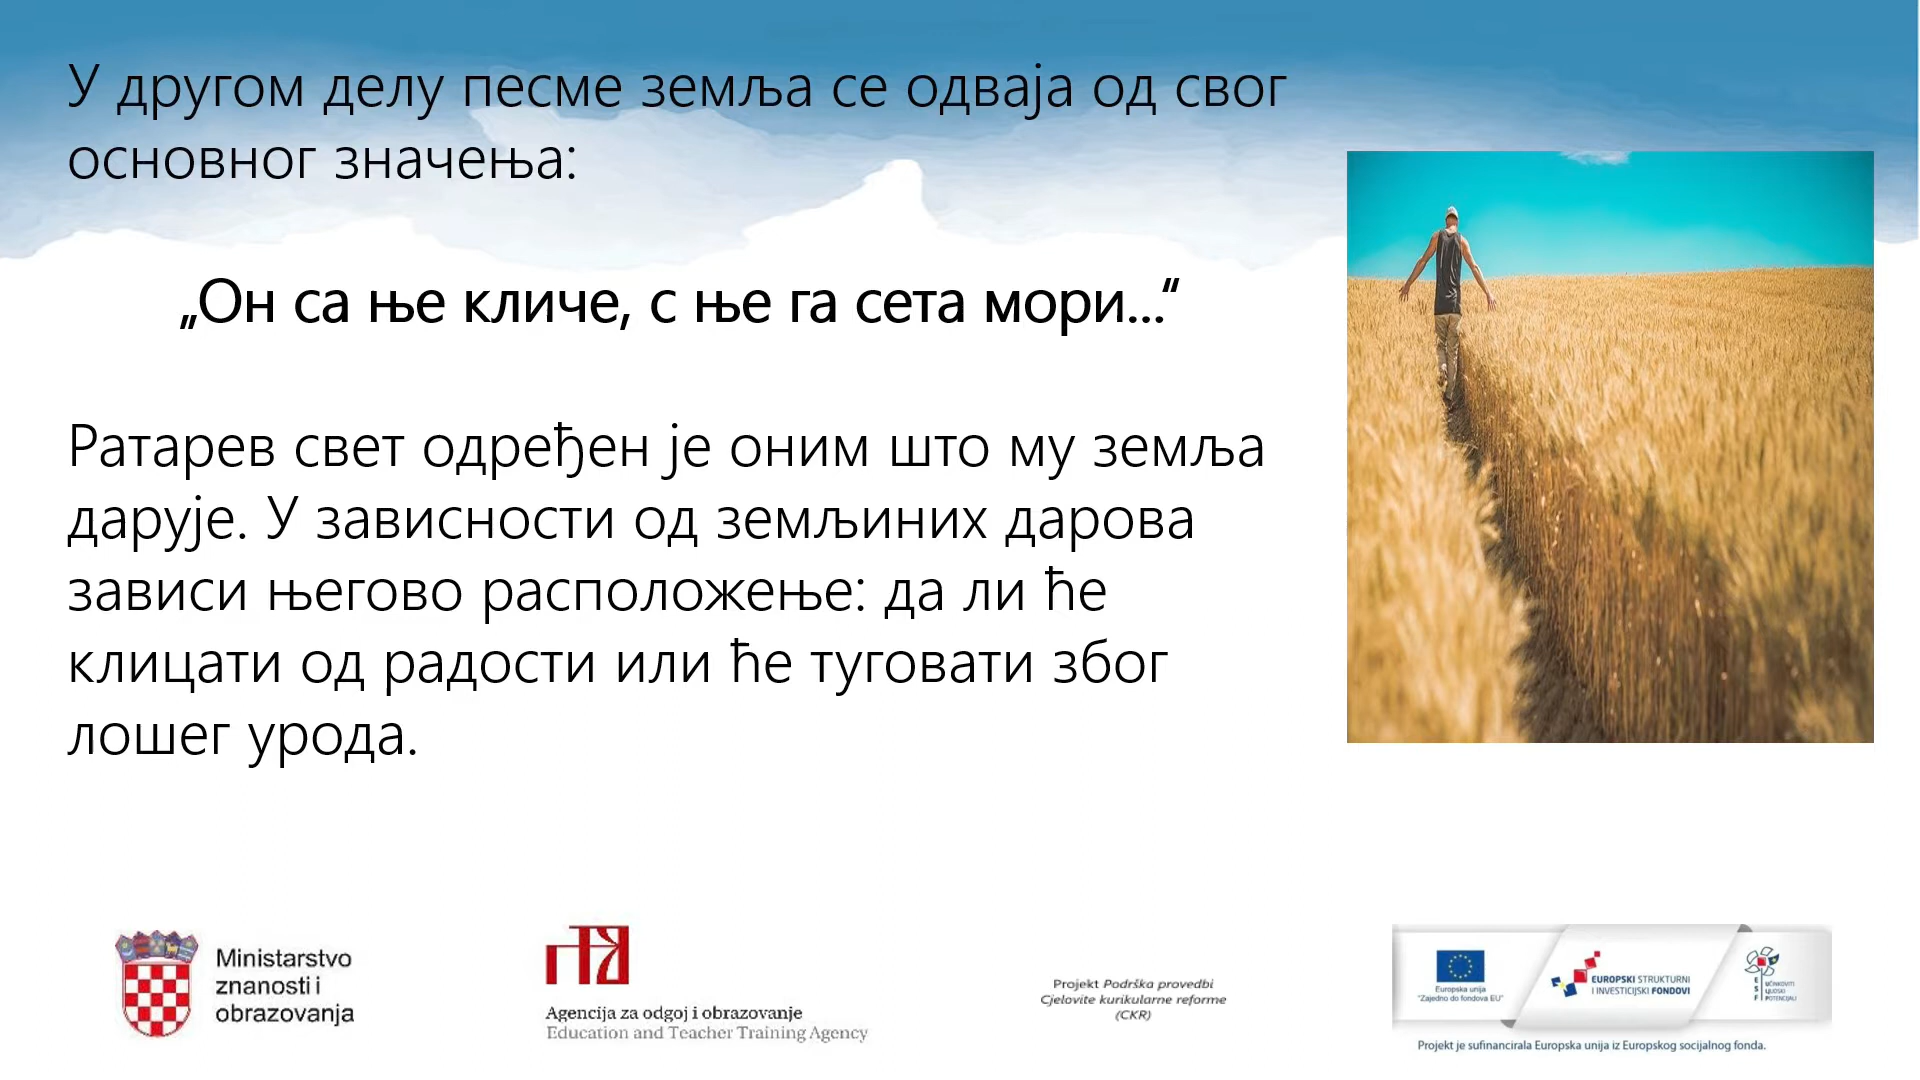 У другом делу песме земља се одваја од свог
основног значења:
„Он са ње кличе, с ње га сета мори...“
Ратарев свет одређен је оним што му земља
дарује. У зависности од земљиних дарова
зависи његово расположење: да ли ће
клицати од радости или ће туговати због
лошег урода.
Ministarstvo
znanosti i
obrazovanja
Agencija za odgoj i obrazovanje
Education and Teacher Training Agency
Projekt Podrška provedbi
Cjelovite kurikularne reforme
(CKR)
Europska unija
"Zajedno do fondova EU"
EUROPSKI STRUKTURNI
I INVESTICIJSKI FONDOVI
ESF
UČINKOVITI
LJUDSKI
POTENCIJALI
Projekt je sufinancirala Europska unija iz Europskog socijalnog fonda.